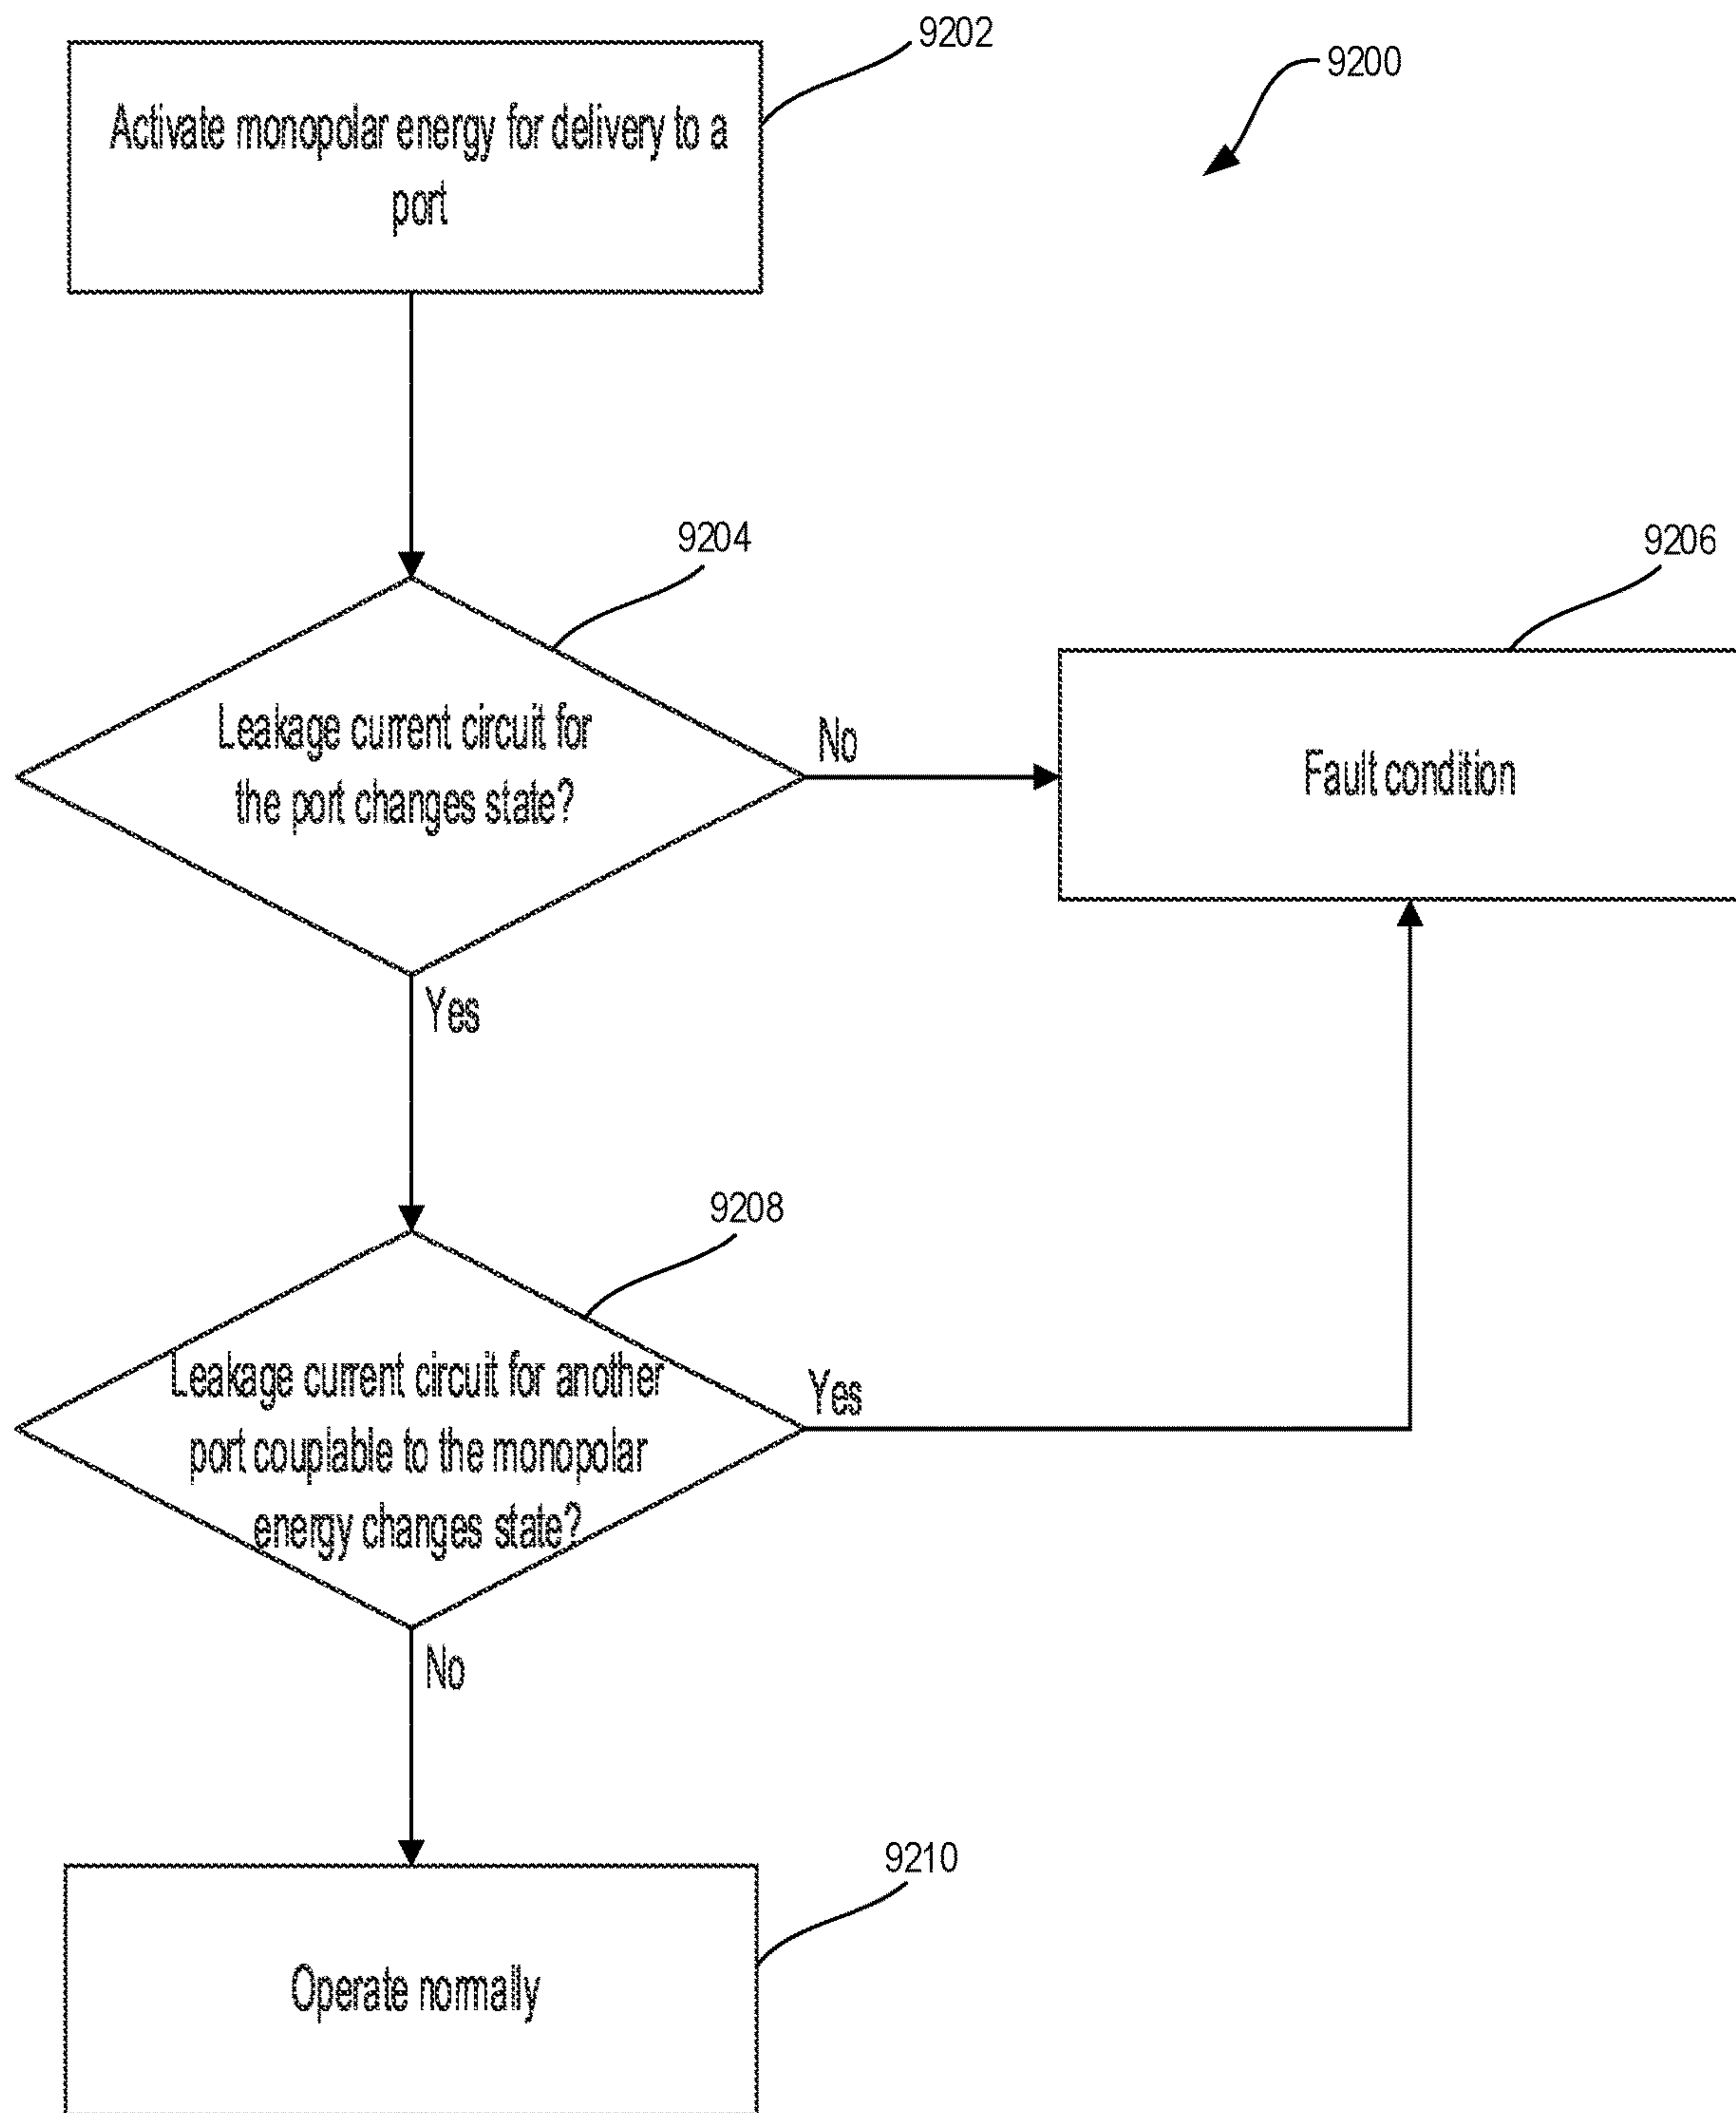 9202
9200
Activate monopolar energy for delivery to a
port
9204
9206
Leakage current circuit for
the port changes state?
No
Fault condition
Yes
9208
Leakage current circuit for another
port couplable to the monopolar
energy changes state?
Yes
No
9210
Operate normally